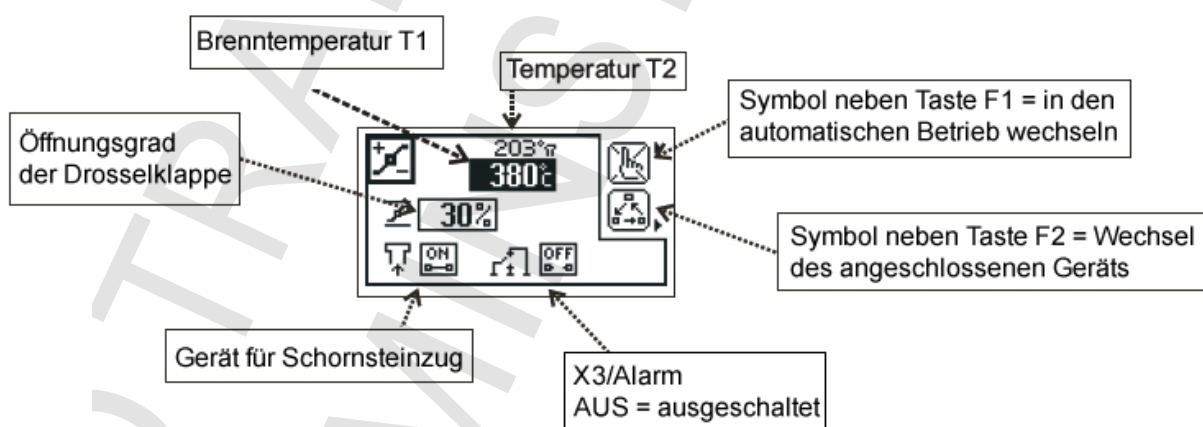 Brenntemperatur T1
Temperatur T2
Symbol neben Taste F1 = in den
automatischen Betrieb wechseln
Öffnungsgrad
der Drosselklappe
203°
380°c
30%
ON
OFF
Symbol neben Taste F2 = Wechsel
des angeschlossenen Geräts
Gerät für Schornsteinzug
X3/Alarm
AUS = ausgeschaltet